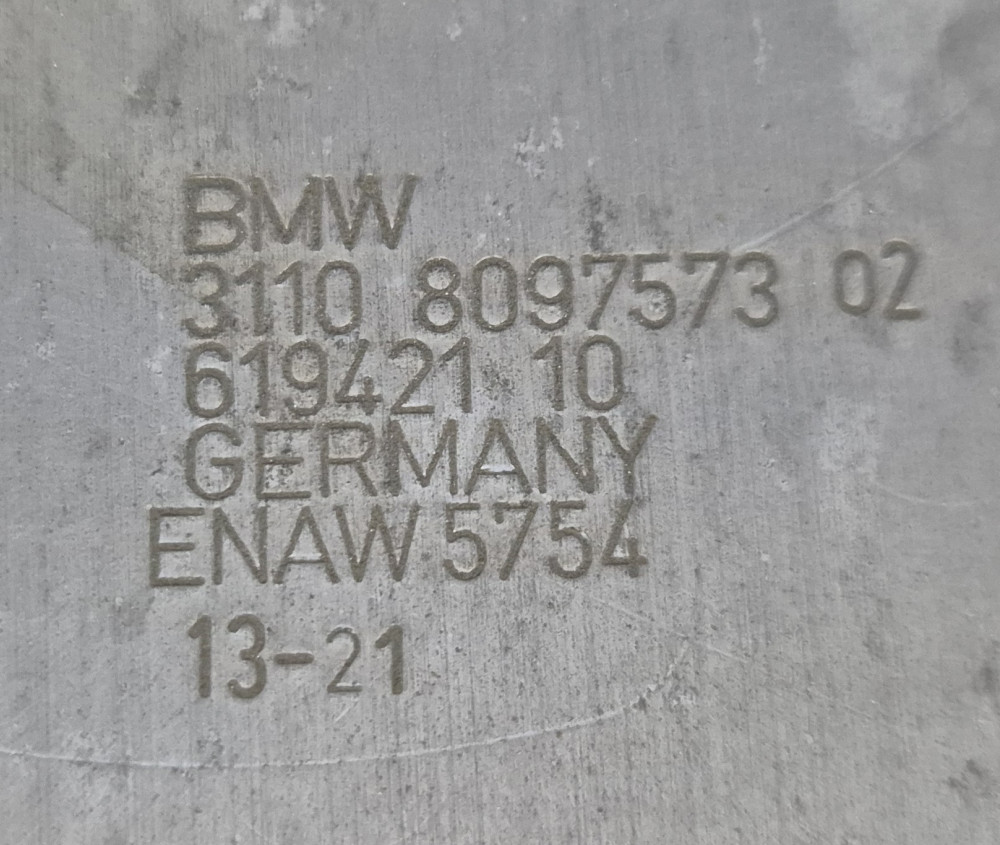 BMW
3110 8097573 02
619421 10
GERMANY
ENAW 5754
13-21